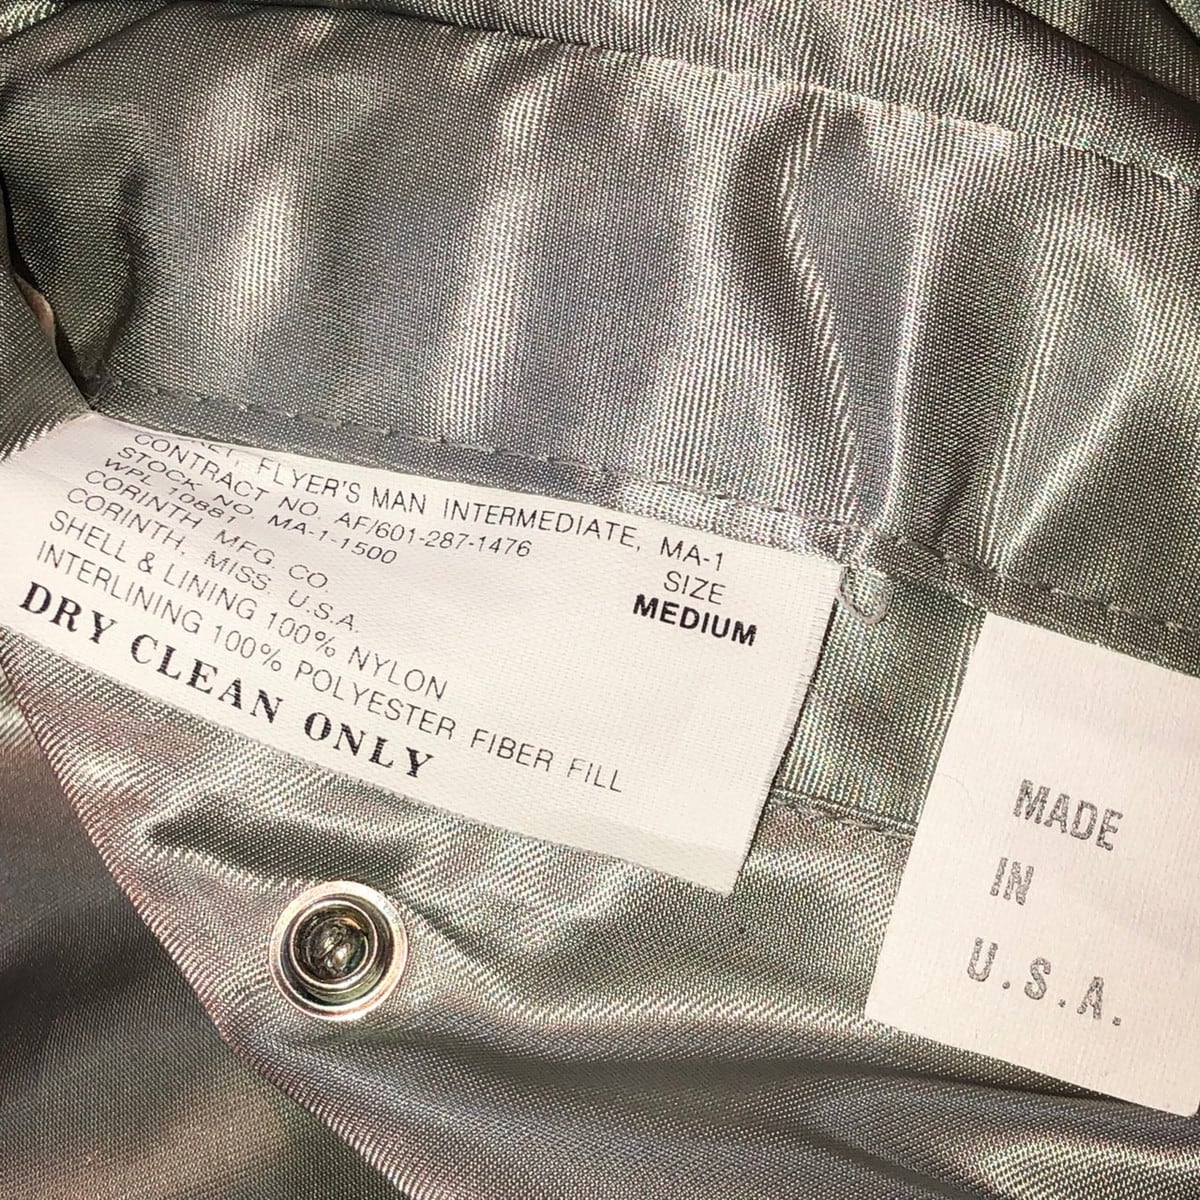 FLYER'S MAN INTERMEDIATE, MA-1
CONTRACT NO. AF/601-287-1476
STOCK NO. MA-1-1500
WPL 10881
CORINTH MFG. CO.
CORINTH, MISS. U.S.A.
SHELL & LINING 100% NYLON
INTERLINING 100% POLYESTER FIBER FILL
DRY CLEAN ONLY
SIZE
MEDIUM
MADE
IN
U.S.A.